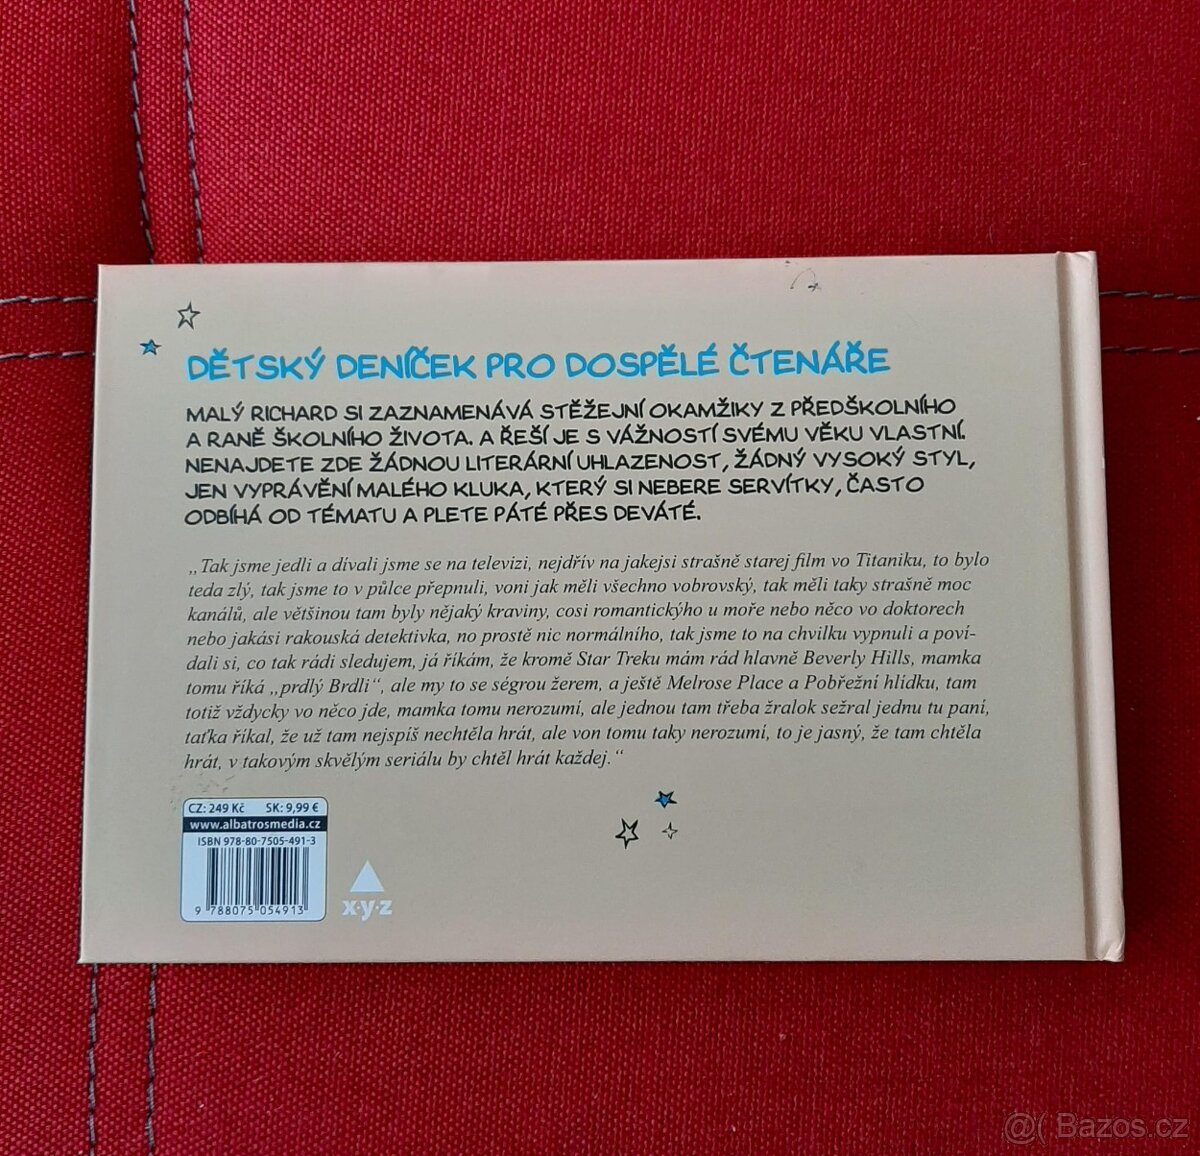 DĚTSKÝ DENÍČEK PRO DOSPĚLÉ ČTENÁŘE
MALÝ RICHARD SI ZAZNAMENÁVÁ STĚŽEJNÍ OKAMŽIKY Z PŘEDŠKOLNÍHO
A RANĚ ŠKOLNÍHO ŽIVOTA. A ŘEŠÍ JE S VÁŽNOSTÍ SVÉMU VĚKU VLASTNÍ.
NENAJDETE ZDE ŽÁDNOU LITERÁRNÍ UHLAZENOST, ŽÁDNÝ VYSOKÝ STYL,
JEN VYPRÁVĚNÍ MALÉHO KLUKA, KTERÝ SI NEBERE SERVÍTKY, ČASTO
ODBÍHÁ OD TÉMATU A PLETE PÁTÉ PŘES DEVÁTÉ.
„Tak jsme jedli a dívali jsme se na televizi, nejdřív na jakejsi strašně starej film vo Titaniku, to bylo
teda zlý, tak jsme to v půlce přepnuli, voni jak měli všechno vobrovský, tak měli taky strašně moc
kanálů, ale většinou tam byly nějaký kraviny, cosi romantickýho u moře nebo něco vo doktorech
nebo jakási rakouská detektivka, no prostě nic normálního, tak jsme to na chvilku vypnuli a poví-
dali si, co tak rádi sledujem, já říkám, že kromě Star Treku mám rád hlavně Beverly Hills, mamka
tomu říká „prdlý Brdli“, ale my to se ségrou žerem, a ještě Melrose Place a Pobřežní hlídku, tam
totiž vždycky vo něco jde, mamka tomu nerozumí, ale jednou tam třeba žralok sežral jednu tu paní,
taťka říkal, že už tam nejspíš nechtěla hrát, ale von tomu taky nerozumí, to je jasný, že tam chtěla
hrát, v takovým skvělým seriálu by chtěl hrát každej.“
CZ: 249 Kč SK: 9,99 €
www.albatrosmedia.cz
ISBN 978-80-7505-491-3
9 788075 054913
x·y·z
@( Bazos.cz